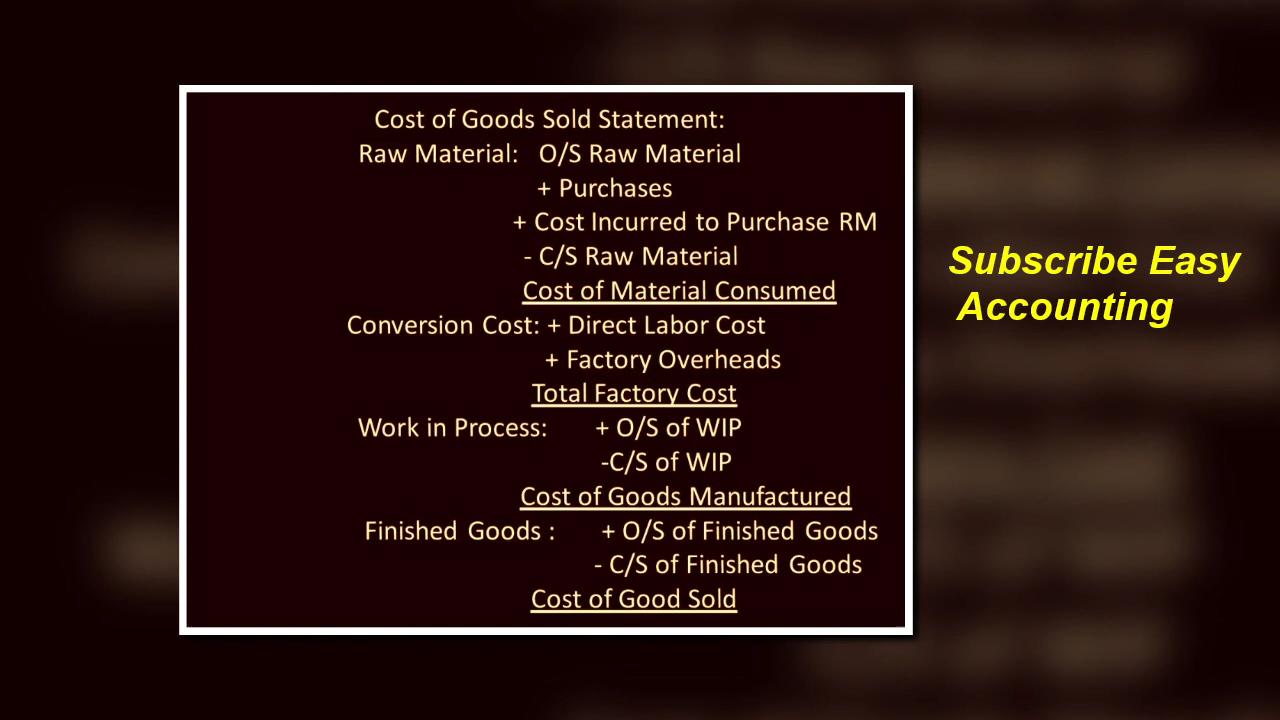 Cost of Goods Sold Statement:
Raw Material: O/S Raw Material
+ Purchases
+ Cost Incurred to Purchase RM
- C/S Raw Material
Cost of Material Consumed
Conversion Cost: + Direct Labor Cost
+ Factory Overheads
Total Factory Cost
Work in Process: + O/S of WIP
-C/S of WIP
Cost of Goods Manufactured
Finished Goods : + O/S of Finished Goods
- C/S of Finished Goods
Cost of Good Sold
Subscribe Easy
Accounting